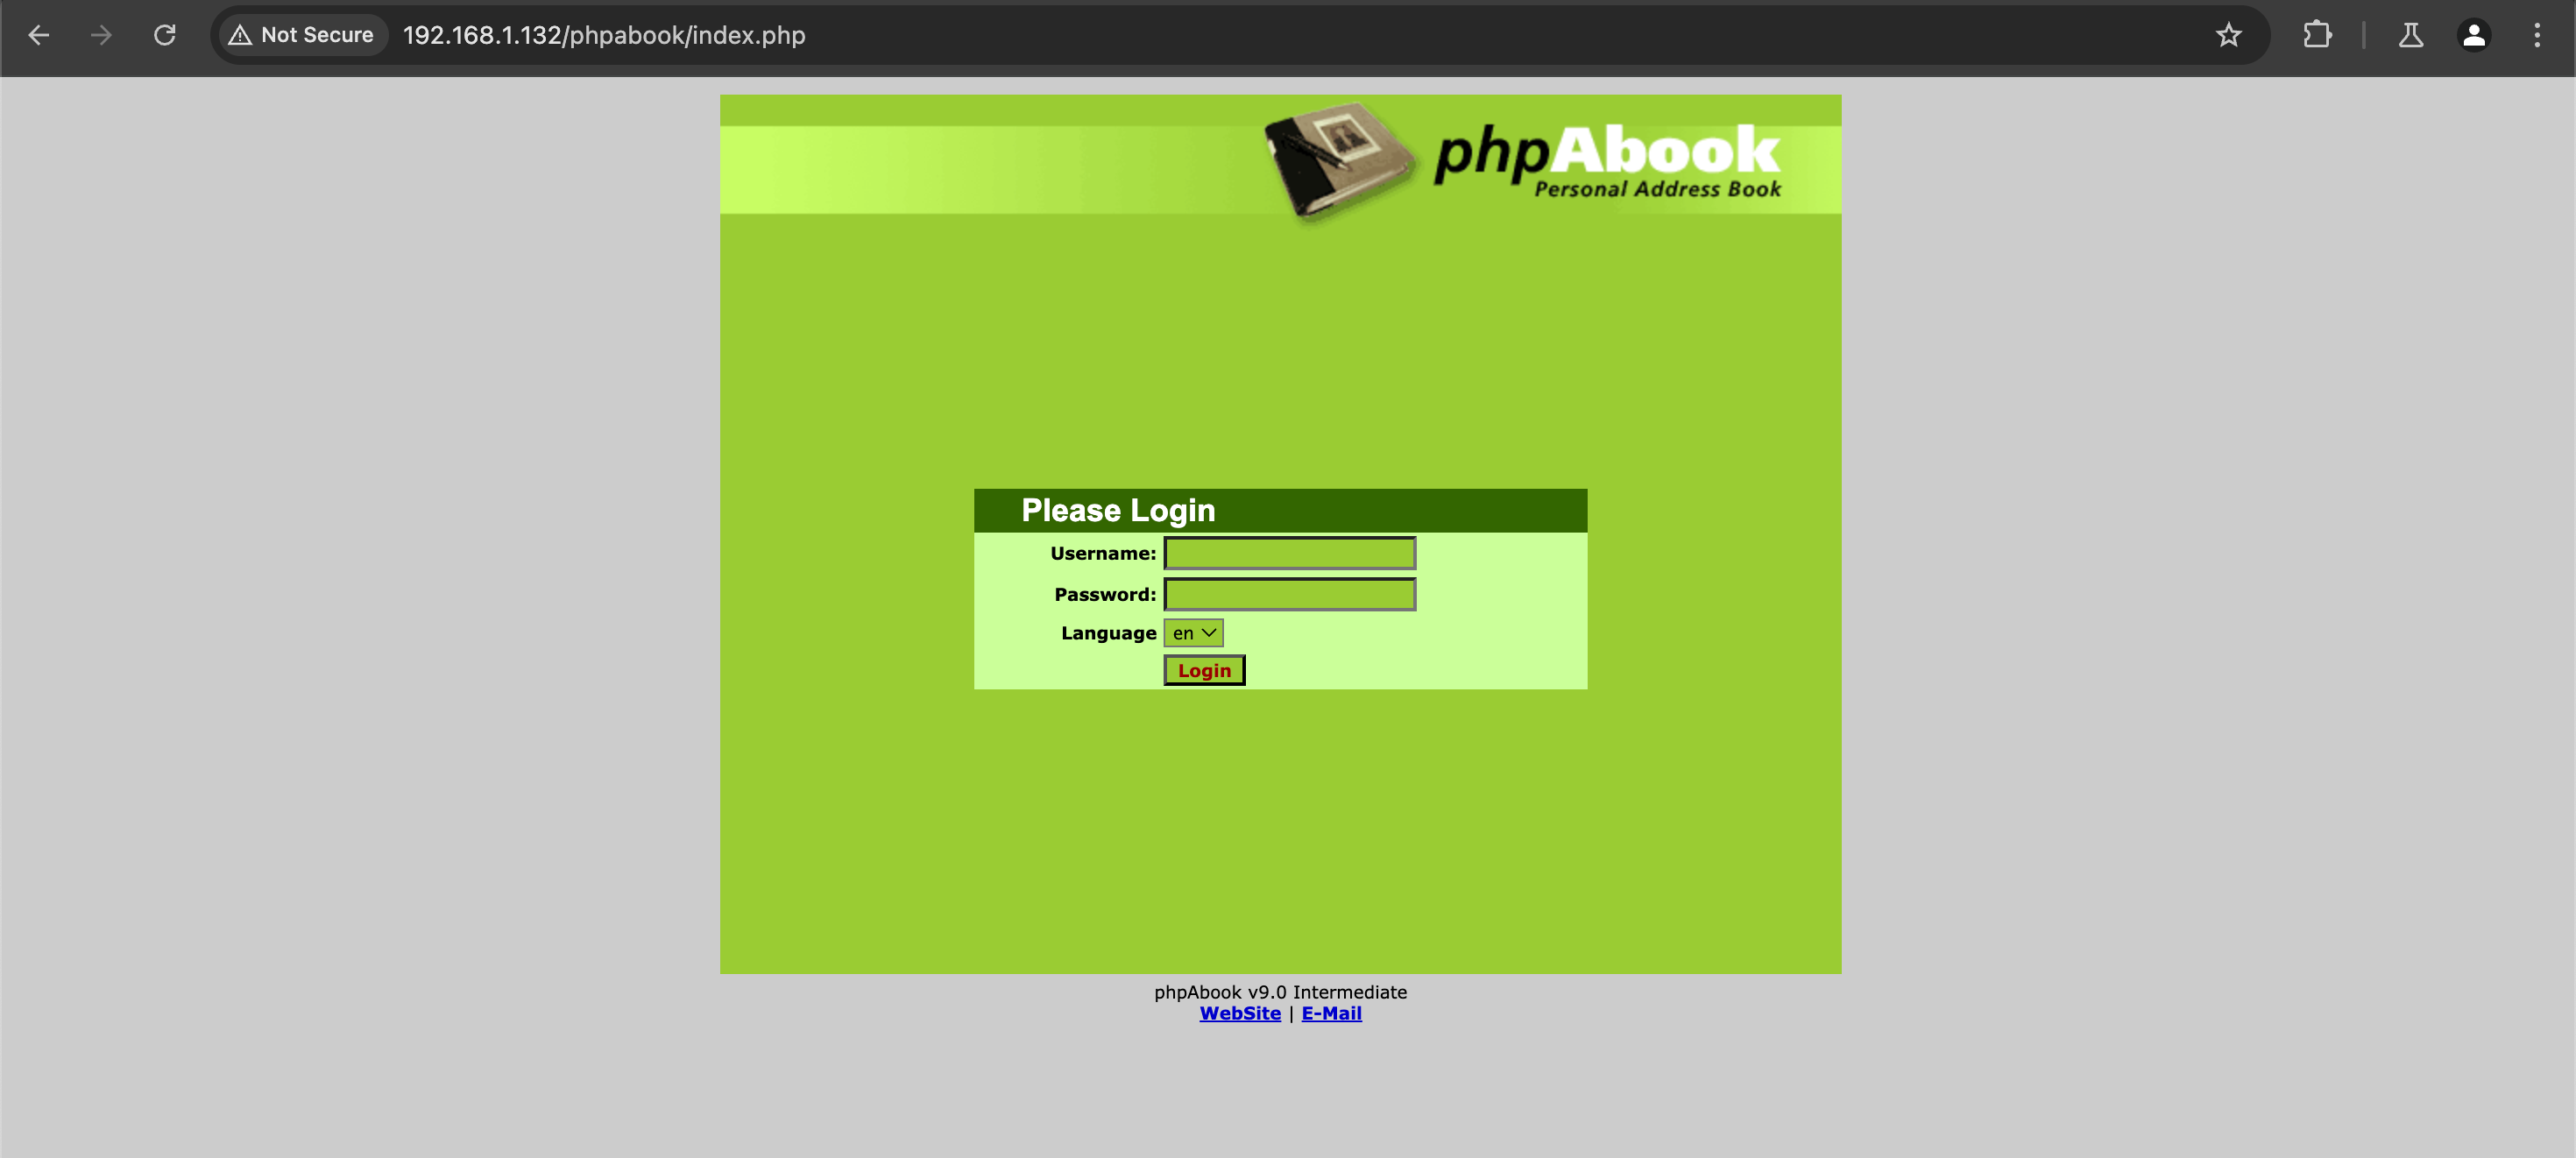 Not Secure 192.168.1.132/phpabook/index.php
phpAbook
Personal Address Book
Please Login
Username:
Password:
Language en
Login
phpAbook v9.0 Intermediate
WebSite | E-Mail